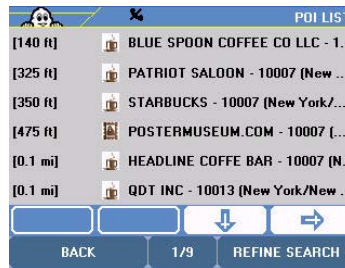 POI LIS
[140 ft] BLUE SPOON COFFEE CO LLC - 1.
[325 ft] PATRIOT SALOON - 10007 (New ..
[350 ft] STARBUCKS - 10007 (New York/..
[475 ft] POSTERMUSEUM.COM - 10007 (...
[0.1 mi] HEADLINE COFFE BAR - 10007 (N.
[0.1 mi] QDT INC - 10013 (New York/New .
BACK 1/9 REFINE SEARCH